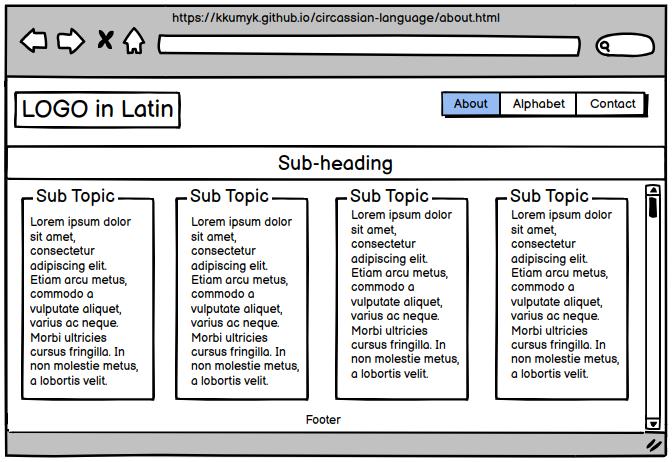 https://kkumyk.github.io/circassian-language/about.html
LOGO in Latin
About Alphabet Contact
Sub-heading
Sub Topic
Lorem ipsum dolor
sit amet,
consectetur
adipiscing elit.
Etiam arcu metus,
commodo a
vulputate aliquet,
varius ac neque.
Morbi ultricies
cursus fringilla. In
non molestie metus,
a lobortis velit.
Sub Topic
Lorem ipsum dolor
sit amet,
consectetur
adipiscing elit.
Etiam arcu metus,
commodo a
vulputate aliquet,
varius ac neque.
Morbi ultricies
cursus fringilla. In
non molestie metus,
a lobortis velit.
Sub Topic
Lorem ipsum dolor
sit amet,
consectetur
adipiscing elit.
Etiam arcu metus,
commodo a
vulputate aliquet,
varius ac neque.
Morbi ultricies
cursus fringilla. In
non molestie metus,
a lobortis velit.
Sub Topic
Lorem ipsum dolor
sit amet,
consectetur
adipiscing elit.
Etiam arcu metus,
commodo a
vulputate aliquet,
varius ac neque.
Morbi ultricies
cursus fringilla. In
non molestie metus,
a lobortis velit.
Footer